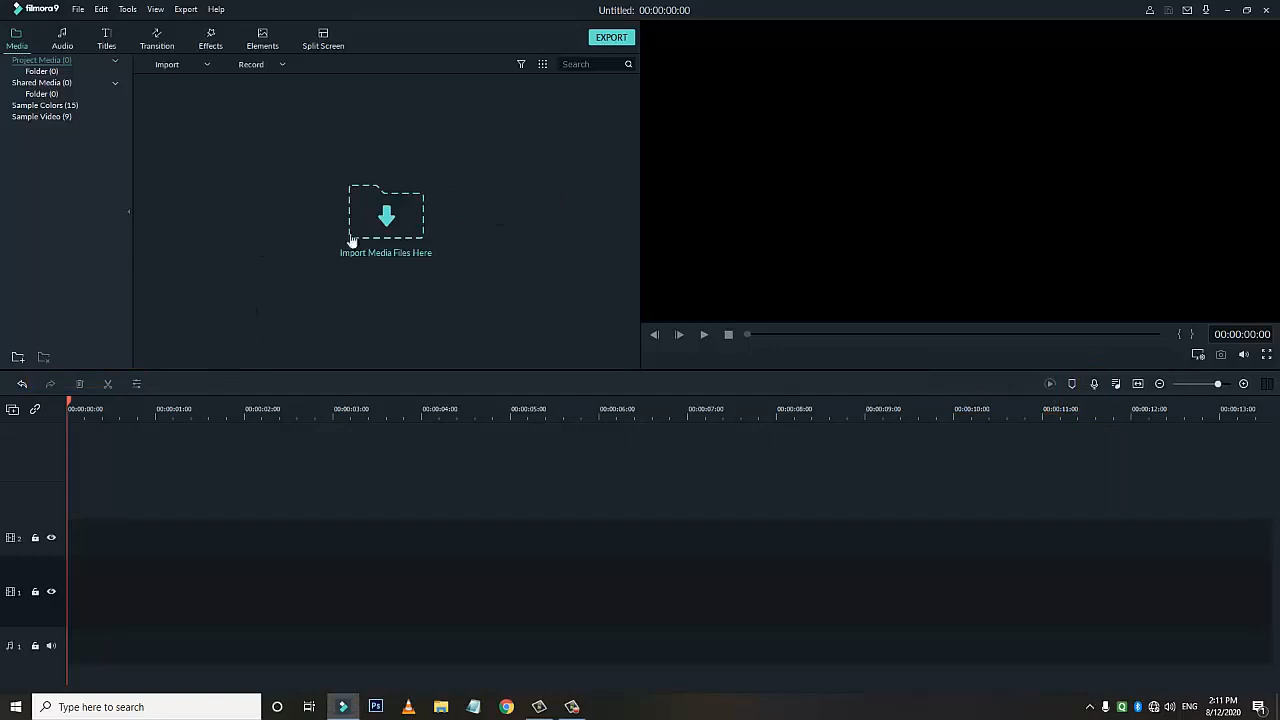 filmora9 File Edit Tools View Export Help Untitled: 00:00:00:00
Media Audio Titles Transition Effects Elements Split Screen EXPORT
Project Media (0)
Folder (0)
Shared Media (0)
Folder (0)
Sample Colors (15)
Sample Video (9)
Import Record Search
Import Media Files Here
{ } 00:00:00:00
00:00:00:00 00:00:01:00 00:00:02:00 00:00:03:00 00:00:04:00 00:00:05:00 00:00:06:00 00:00:07:00 00:00:08:00 00:00:09:00 00:00:10:00 00:00:11:00 00:00:12:00 00:00:13:00
2
1
1
Type here to search
Ps
ENG
2:11 PM
8/12/2020